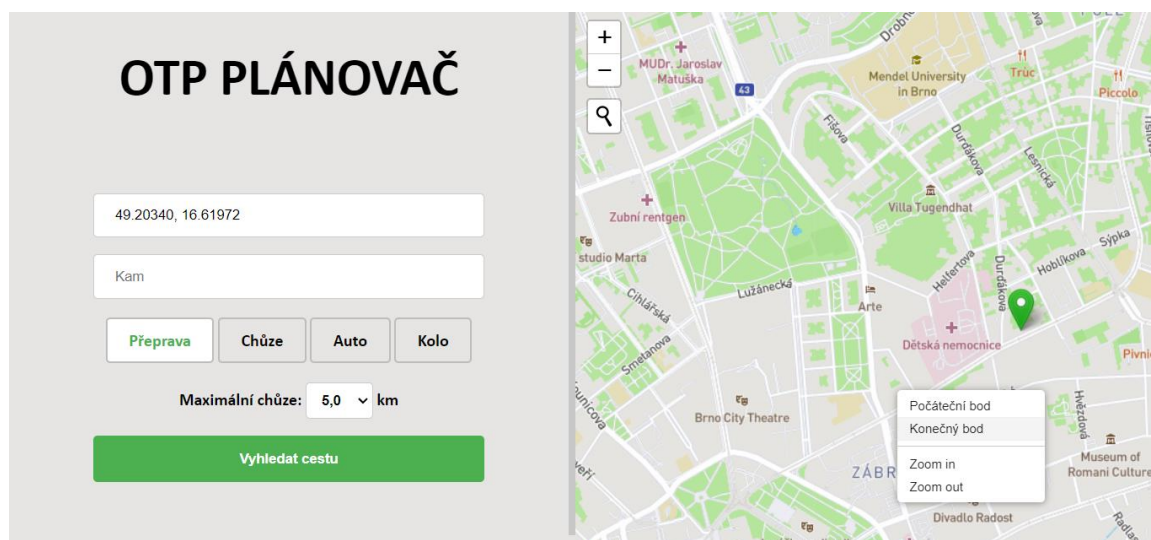 OTP PLÁNOVAČ
49.20340, 16.61972
Kam
Přeprava
Chůze
Auto
Kolo
Maximální chůze: 5,0 km
Vyhledat cestu
+
−
MUDr. Jaroslav
Matuška
43
Mendel University
in Brno
Trúc
Piccolo
Fišova
Durďákova
Lesnická
Zubní rentgen
Villa Tugendhat
studio Marta
Cihlářská
Lužánecká
Helfertova
Durďákova
Hoblíkova
Sýpka
Arte
Dětská nemocnice
Smetanova
Brno City Theatre
Počáteční bod
Konečný bod
Zoom in
Zoom out
Hvězdová
Museum of
Romani Culture
ZÁBR
Divadlo Radost